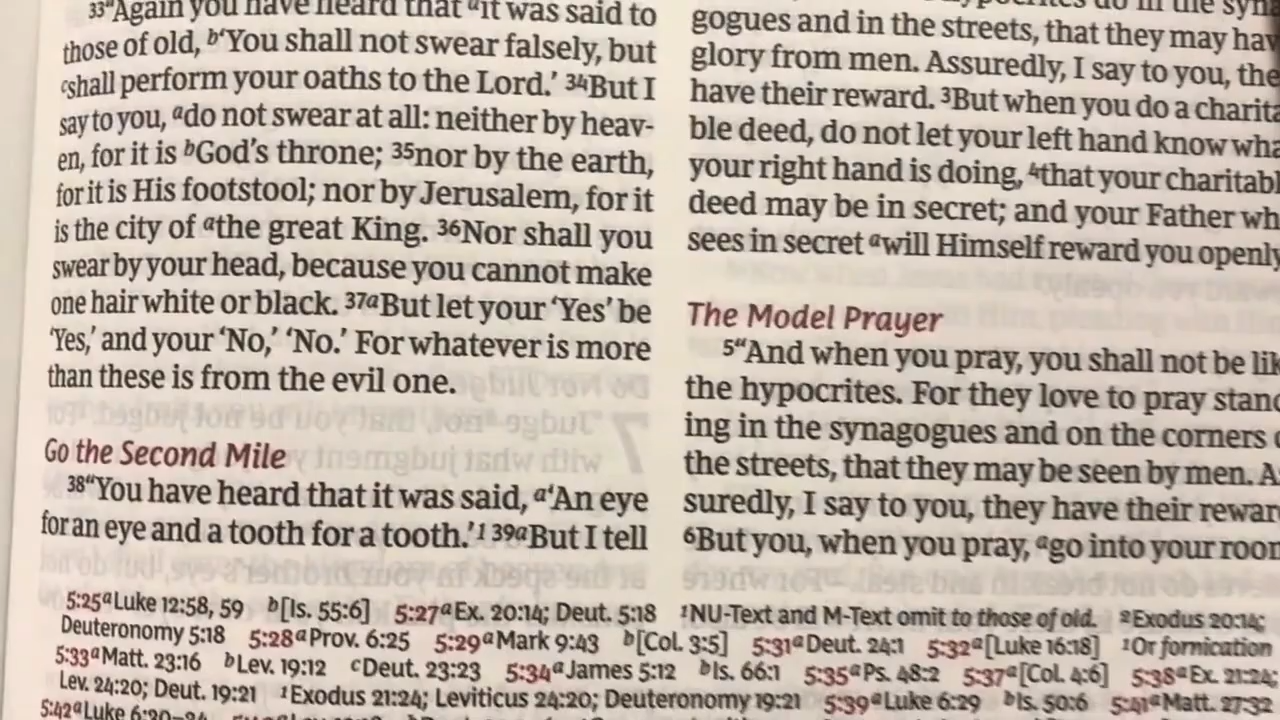 33“Again you have heard that ait was said to
those of old, b‘You shall not swear falsely, but
cshall perform your oaths to the Lord.’ 34But I
say to you, ado not swear at all: neither by heav-
en, for it is bGod’s throne; 35nor by the earth,
for it is His footstool; nor by Jerusalem, for it
is the city of athe great King. 36Nor shall you
swear by your head, because you cannot make
one hair white or black. 37aBut let your ‘Yes’ be
‘Yes,’ and your ‘No,’ ‘No.’ For whatever is more
than these is from the evil one.
Go the Second Mile
38“You have heard that it was said, a‘An eye
for an eye and a tooth for a tooth.’1 39aBut I tell
gogues and in the streets, that they may hav
glory from men. Assuredly, I say to you, the
have their reward. 3But when you do a charita
ble deed, do not let your left hand know wha
your right hand is doing, 4that your charitabl
deed may be in secret; and your Father wh
sees in secret awill Himself reward you openly
The Model Prayer
5“And when you pray, you shall not be lik
the hypocrites. For they love to pray stand
ing in the synagogues and on the corners
the streets, that they may be seen by men. A
suredly, I say to you, they have their rewar
6But you, when you pray, ago into your roor
5:25aLuke 12:58, 59 b[Is. 55:6] 5:27aEx. 20:14; Deut. 5:18 1NU-Text and M-Text omit to those of old. 2Exodus 20:14;
Deuteronomy 5:18 5:28aProv. 6:25 5:29aMark 9:43 b[Col. 3:5] 5:31aDeut. 24:1 5:32a[Luke 16:18] 1Or fornication
5:33aMatt. 23:16 bLev. 19:12 cDeut. 23:23 5:34aJames 5:12 bIs. 66:1 5:35aPs. 48:2 5:37a[Col. 4:6] 5:38aEx. 21:24;
Lev. 24:20; Deut. 19:21 1Exodus 21:24; Leviticus 24:20; Deuteronomy 19:21 5:39aLuke 6:29 bIs. 50:6 5:41aMatt. 27:32
5:42aLuke 6:30–34